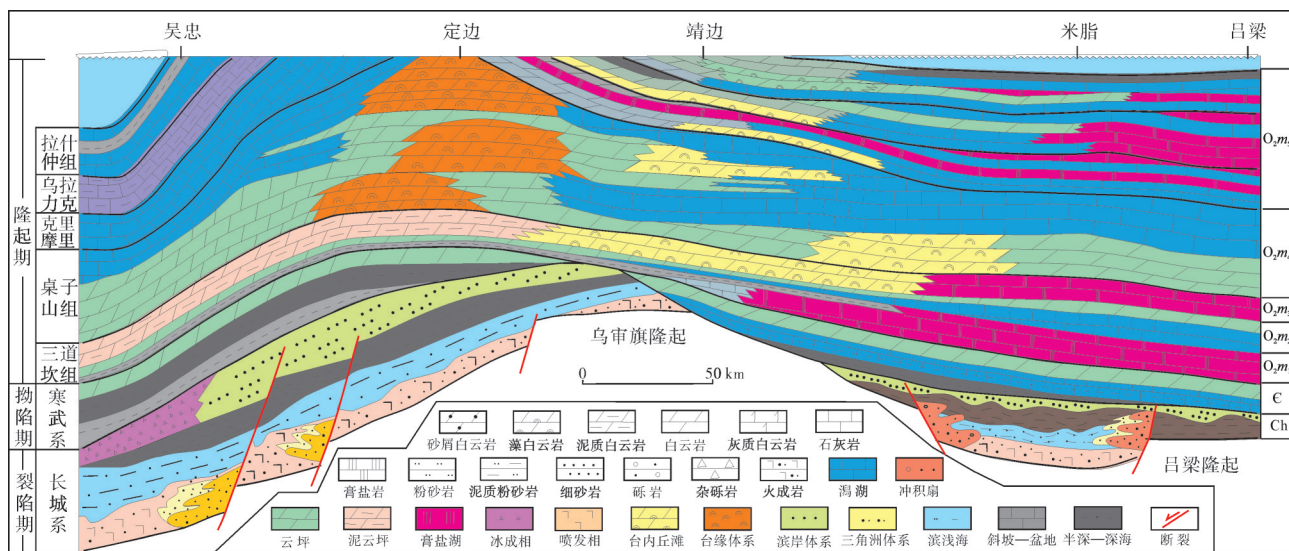 吴忠 定边 靖边 米脂 吕梁
隆起期
拗陷期
裂陷期
拉什
仲组
乌拉
力克
克里
摩里
桌子
山组
三道
坎组
寒武系
长城系
乌审旗隆起
0 50 km
吕梁隆起
O₂m
O₂m
O₂m
O₂m
O₂m
Є
Ch
砂屑白云岩 藻白云岩 泥质白云岩 白云岩 灰质白云岩 石灰岩
膏盐岩 粉砂岩 泥质粉砂岩 细砂岩 砾岩 杂砾岩 火成岩 潟湖 冲积扇
云坪 泥云坪 膏盐湖 冰成相 喷发相 台内丘滩 台缘体系 滨岸体系 三角洲体系 滨浅海 斜坡—盆地 半深—深海 断裂